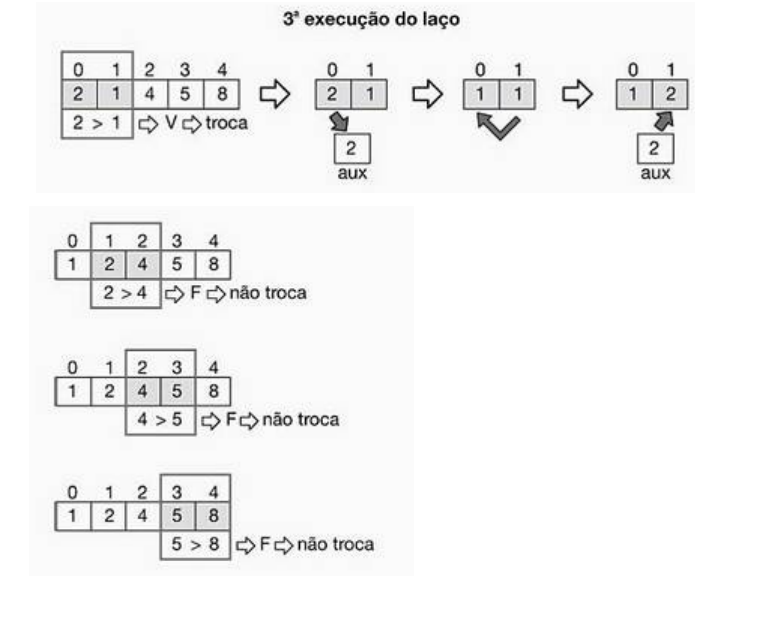 3ª execução do laço
0 1 2 3 4
2 1 4 5 8
2 > 1 ⇨ V ⇨ troca
0 1
2 1
2
aux
0 1
1 1
0 1
1 2
2
aux
0 1 2 3 4
1 2 4 5 8
2 > 4 ⇨ F ⇨ não troca
0 1 2 3 4
1 2 4 5 8
4 > 5 ⇨ F ⇨ não troca
0 1 2 3 4
1 2 4 5 8
5 > 8 ⇨ F ⇨ não troca